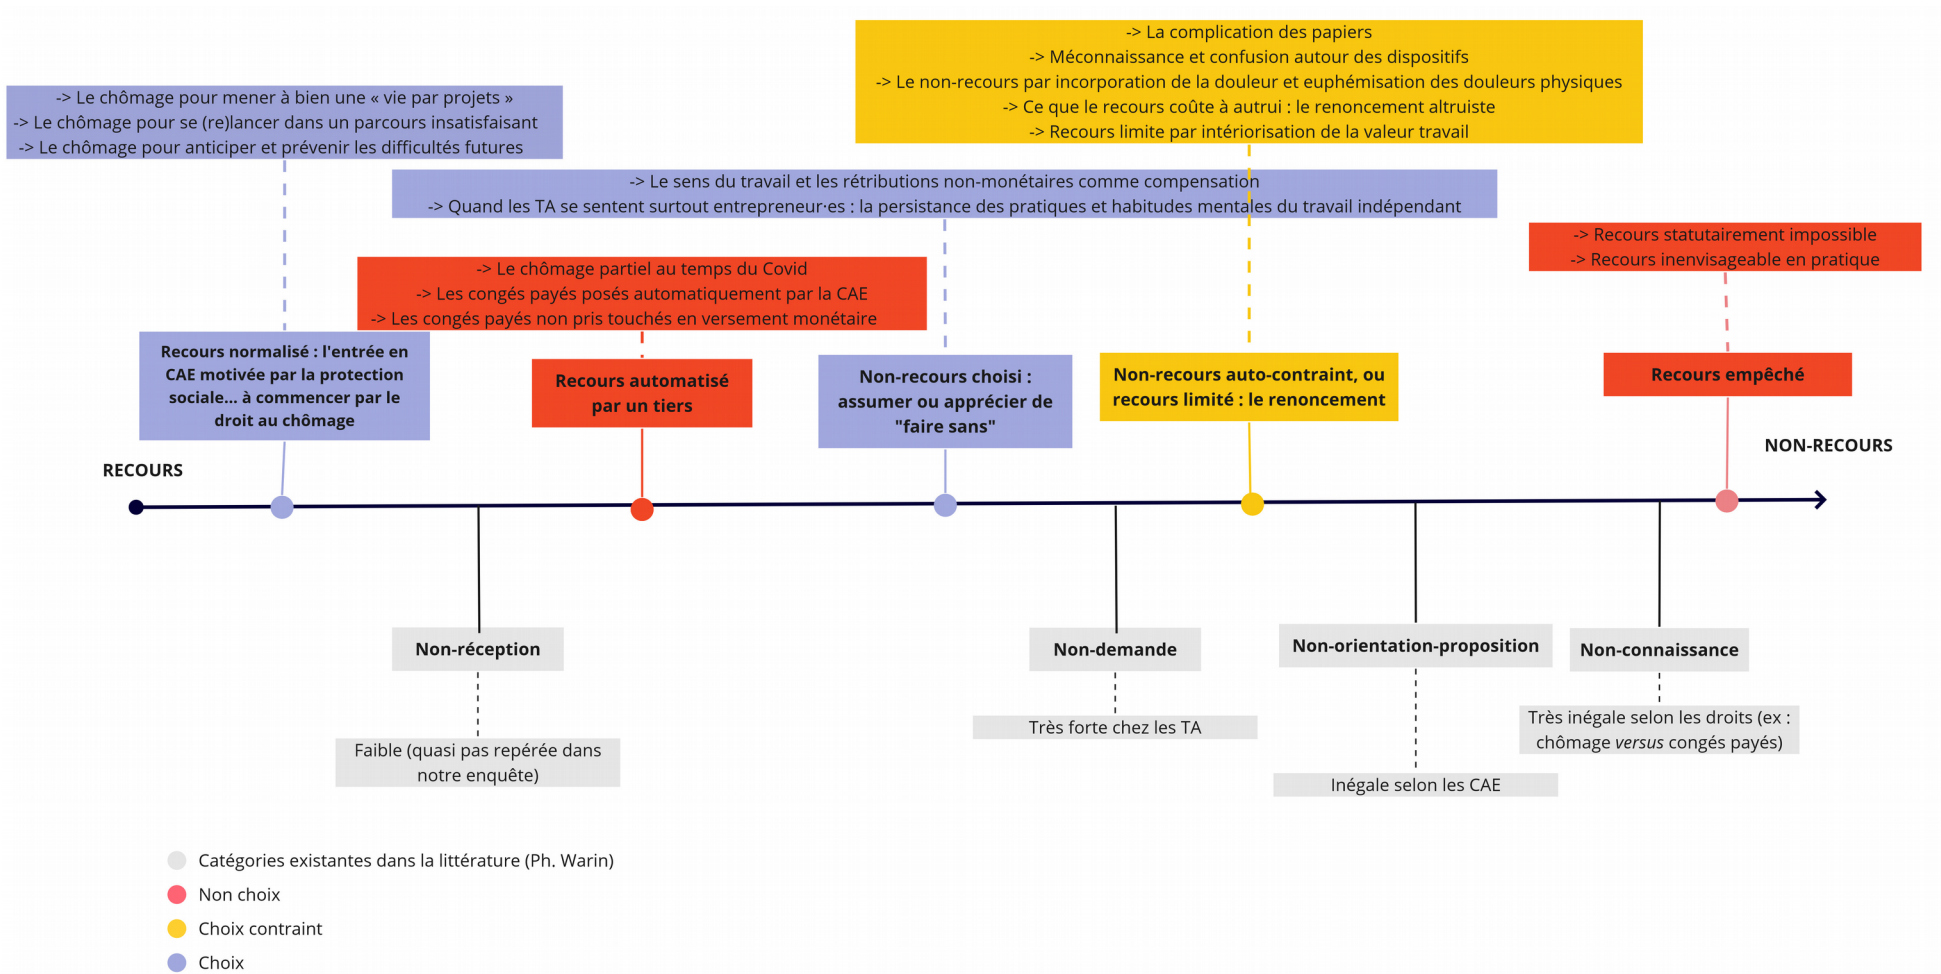 -> La complication des papiers
-> Méconnaissance et confusion autour des dispositifs
-> Le non-recours par incorporation de la douleur et euphémisation des douleurs physiques
-> Ce que le recours coûte à autrui : le renoncement altruiste
-> Recours limite par intériorisation de la valeur travail
-> Le chômage pour mener à bien une « vie par projets »
-> Le chômage pour se (re)lancer dans un parcours insatisfaisant
-> Le chômage pour anticiper et prévenir les difficultés futures
-> Le sens du travail et les rétributions non-monétaires comme compensation
-> Quand les TA se sentent surtout entrepreneur·es : la persistance des pratiques et habitudes mentales du travail indépendant
-> Recours statutairement impossible
-> Recours inenvisageable en pratique
-> Le chômage partiel au temps du Covid
-> Les congés payés posés automatiquement par la CAE
-> Les congés payés non pris touchés en versement monétaire
Recours normalisé : l'entrée en
CAE motivée par la protection
sociale... à commencer par le
droit au chômage
Recours automatisé
par un tiers
Non-recours choisi :
assumer ou apprécier de
"faire sans"
Non-recours auto-contraint, ou
recours limité : le renoncement
Recours empêché
RECOURS
NON-RECOURS
Non-réception
Non-demande
Non-orientation-proposition
Non-connaissance
Faible (quasi pas repérée dans
notre enquête)
Très forte chez les TA
Inégale selon les CAE
Très inégale selon les droits (ex :
chômage versus congés payés)
Catégories existantes dans la littérature (Ph. Warin)
Non choix
Choix contraint
Choix